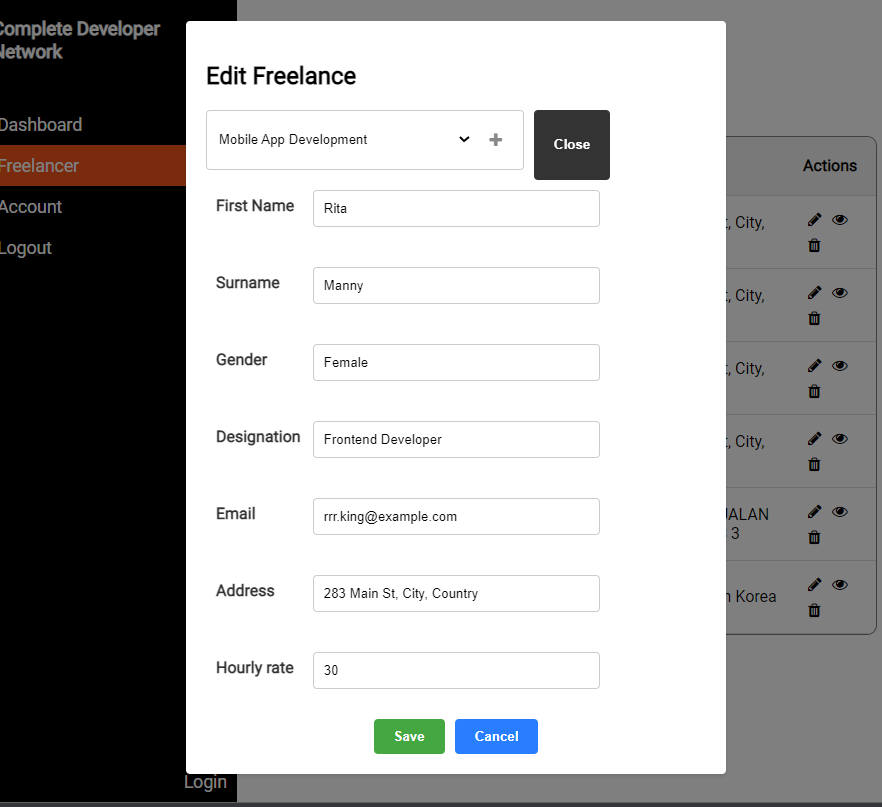 Complete Developer
Network
Dashboard
Freelancer
Account
Logout
Login
Edit Freelance
Mobile App Development
Close
First Name
Rita
Surname
Manny
Gender
Female
Designation
Frontend Developer
Email
rrr.king@example.com
Address
283 Main St, City, Country
Hourly rate
30
Save
Cancel
Actions
, City,
, City,
, City,
, City,
JALAN
3
Korea